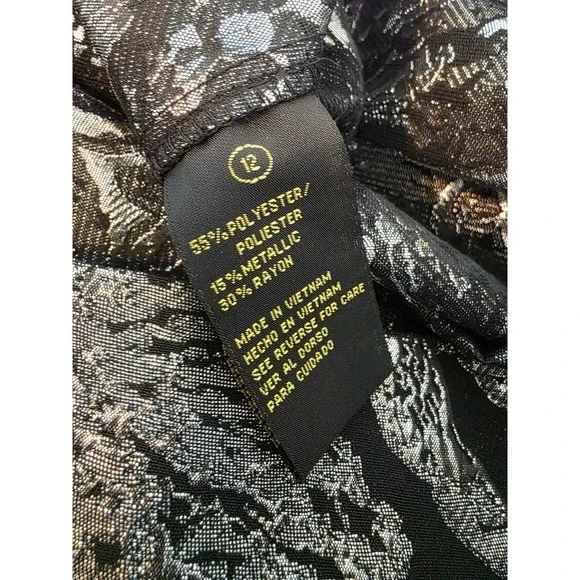 12
55% POLYESTER/
POLIESTER
15% METALLIC
30% RAYON
MADE IN VIETNAM
HECHO EN VIETNAM
SEE REVERSE FOR CARE
VER AL DORSO
PARA CUIDADO